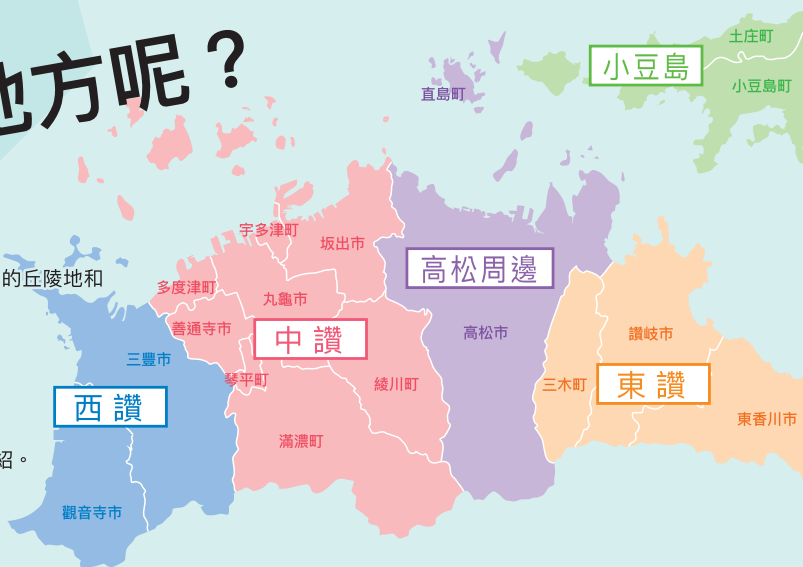 地方呢？
土庄町
小豆島
小豆島町
直島町
宇多津町
坂出市
高松周邊
的丘陵地和
多度津町
丸龜市
善通寺市
中讚
高松市
讚岐市
三豐市
琴平町
綾川町
三木町
東讚
西讚
東香川市
滿濃町
紹。
觀音寺市